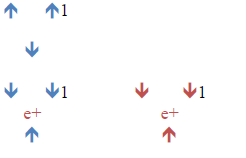 🡹 🡹1
🡻
🡻 🡻1 🡻 🡻1
e+ e+
🡹 🡹